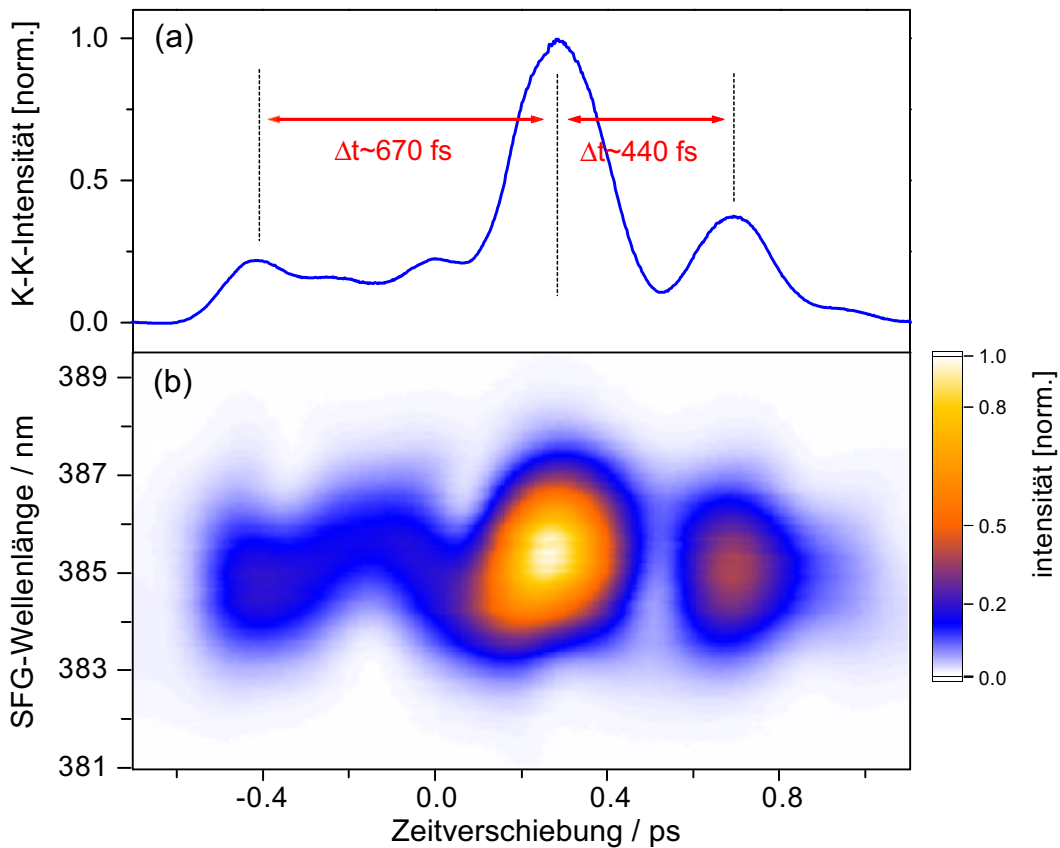 (a)
K-K-Intensität [norm.]
1.0
0.5
0.0
Δt~670 fs
Δt~440 fs
(b)
SFG-Wellenlänge / nm
389
387
385
383
381
-0.4
0.0
0.4
0.8
Zeitverschiebung / ps
1.0
0.8
0.5
0.2
0.0
intensität [norm.]